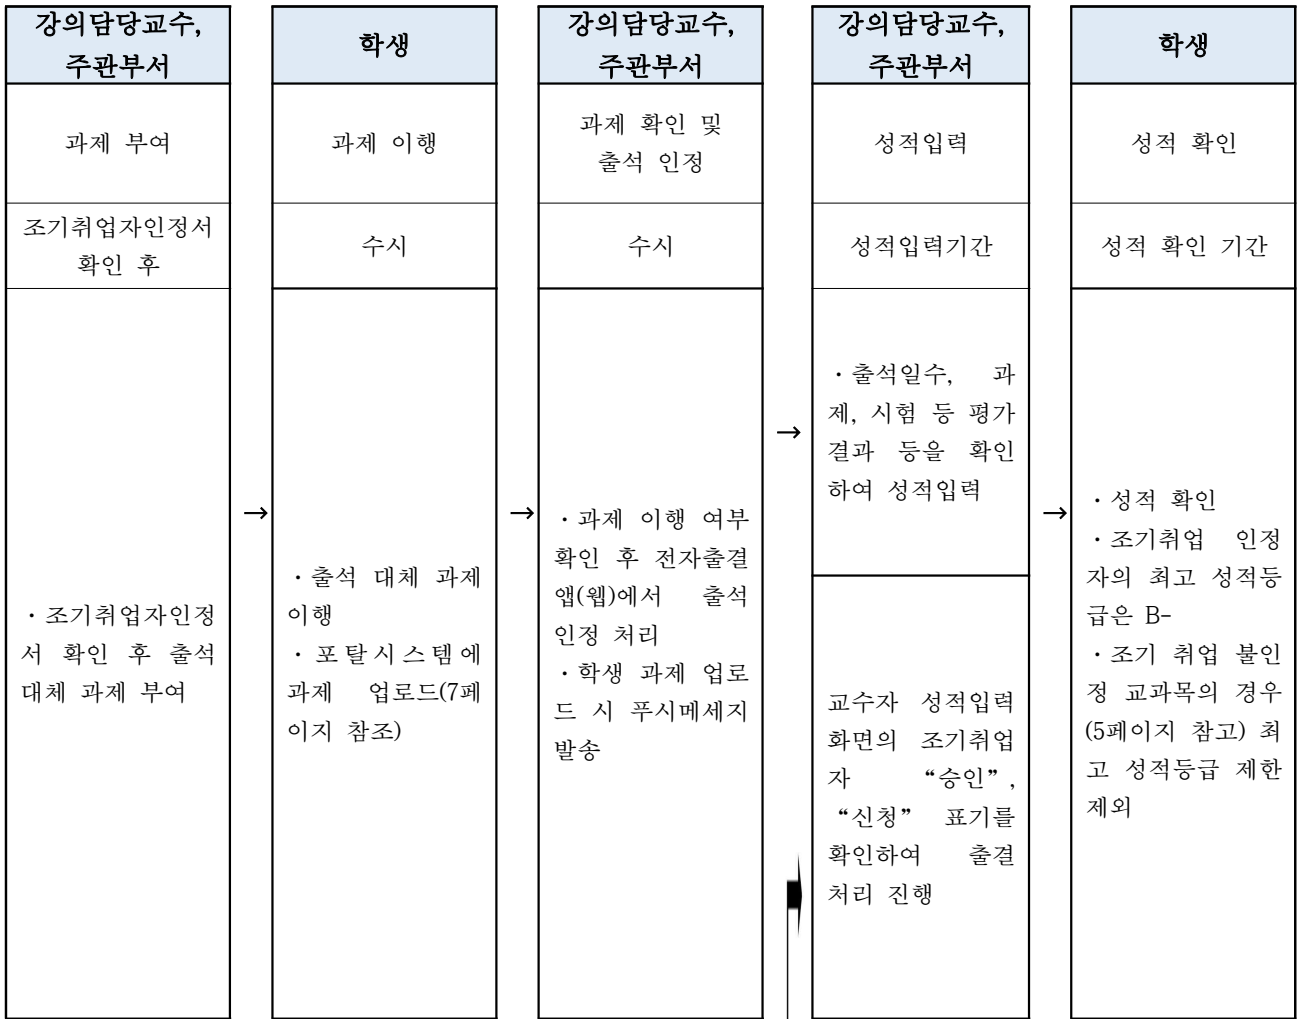 강의담당교수,
주관부서
과제 부여
조기취업자인정서
확인 후
・조기취업자인정
서 확인 후 출석
대체 과제 부여
→
학생
과제 이행
수시
・출석 대체 과제
이행
・포탈시스템에
과제 업로드(7페
이지 참조)
→
강의담당교수,
주관부서
과제 확인 및
출석 인정
수시
・과제 이행 여부
확인 후 전자출결
앱(웹)에서 출석
인정 처리
・학생 과제 업로
드 시 푸시메세지
발송
→
강의담당교수,
주관부서
성적입력
성적입력기간
・출석일수, 과
제, 시험 등 평가
결과 등을 확인
하여 성적입력
교수자 성적입력
화면의 조기취업
자 “승인”,
“신청” 표기를
확인하여 출결
처리 진행
→
학생
성적 확인
성적 확인 기간
・성적 확인
・조기취업 인정
자의 최고 성적등
급은 B-
・조기 취업 불인
정 교과목의 경우
(5페이지 참고) 최
고 성적등급 제한
제외